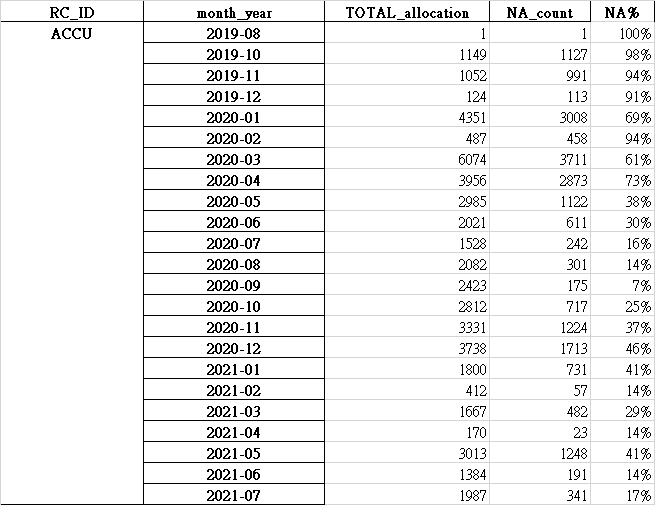 RC_ID month_year TOTAL_allocation NA_count NA%
ACCU 2019-08 1 1 100%
2019-10 1149 1127 98%
2019-11 1052 991 94%
2019-12 124 113 91%
2020-01 4351 3008 69%
2020-02 487 458 94%
2020-03 6074 3711 61%
2020-04 3956 2873 73%
2020-05 2985 1122 38%
2020-06 2021 611 30%
2020-07 1528 242 16%
2020-08 2082 301 14%
2020-09 2423 175 7%
2020-10 2812 717 25%
2020-11 3331 1224 37%
2020-12 3738 1713 46%
2021-01 1800 731 41%
2021-02 412 57 14%
2021-03 1667 482 29%
2021-04 170 23 14%
2021-05 3013 1248 41%
2021-06 1384 191 14%
2021-07 1987 341 17%